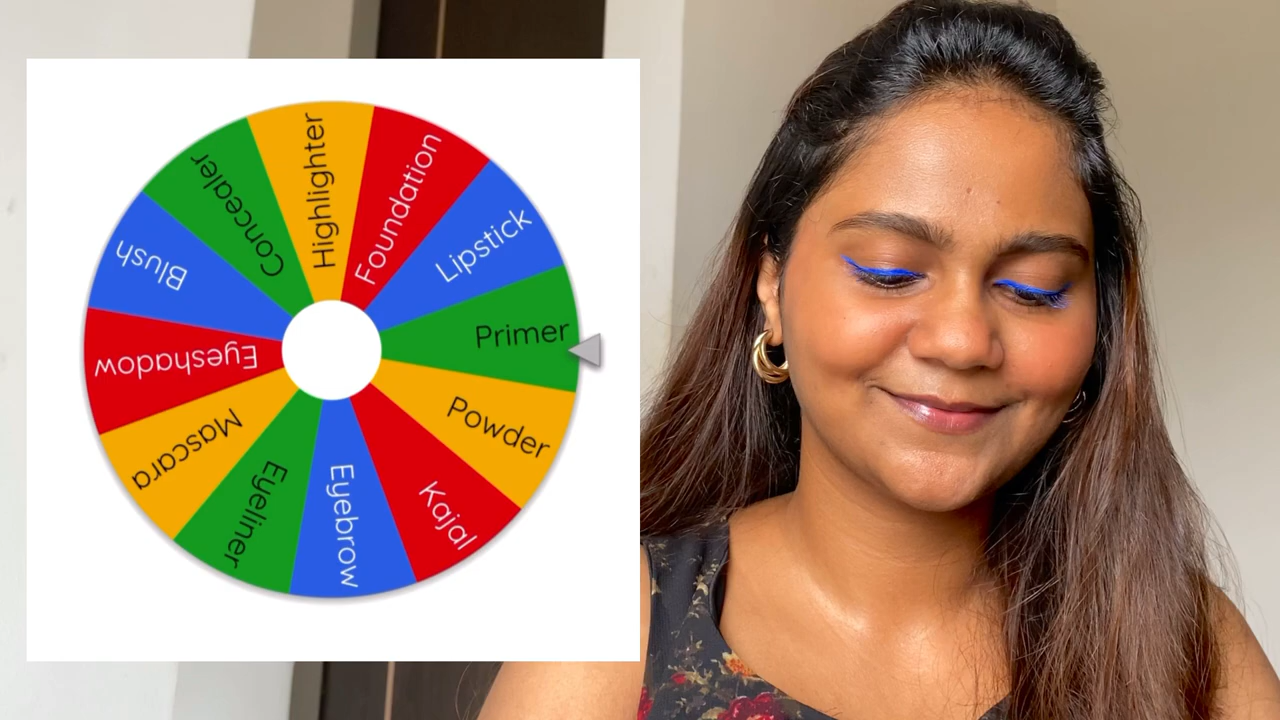 Highlighter
Foundation
Lipstick
Primer
Powder
Kajal
Eyebrow
Eyeliner
Mascara
Eyeshadow
Blush
Concealer